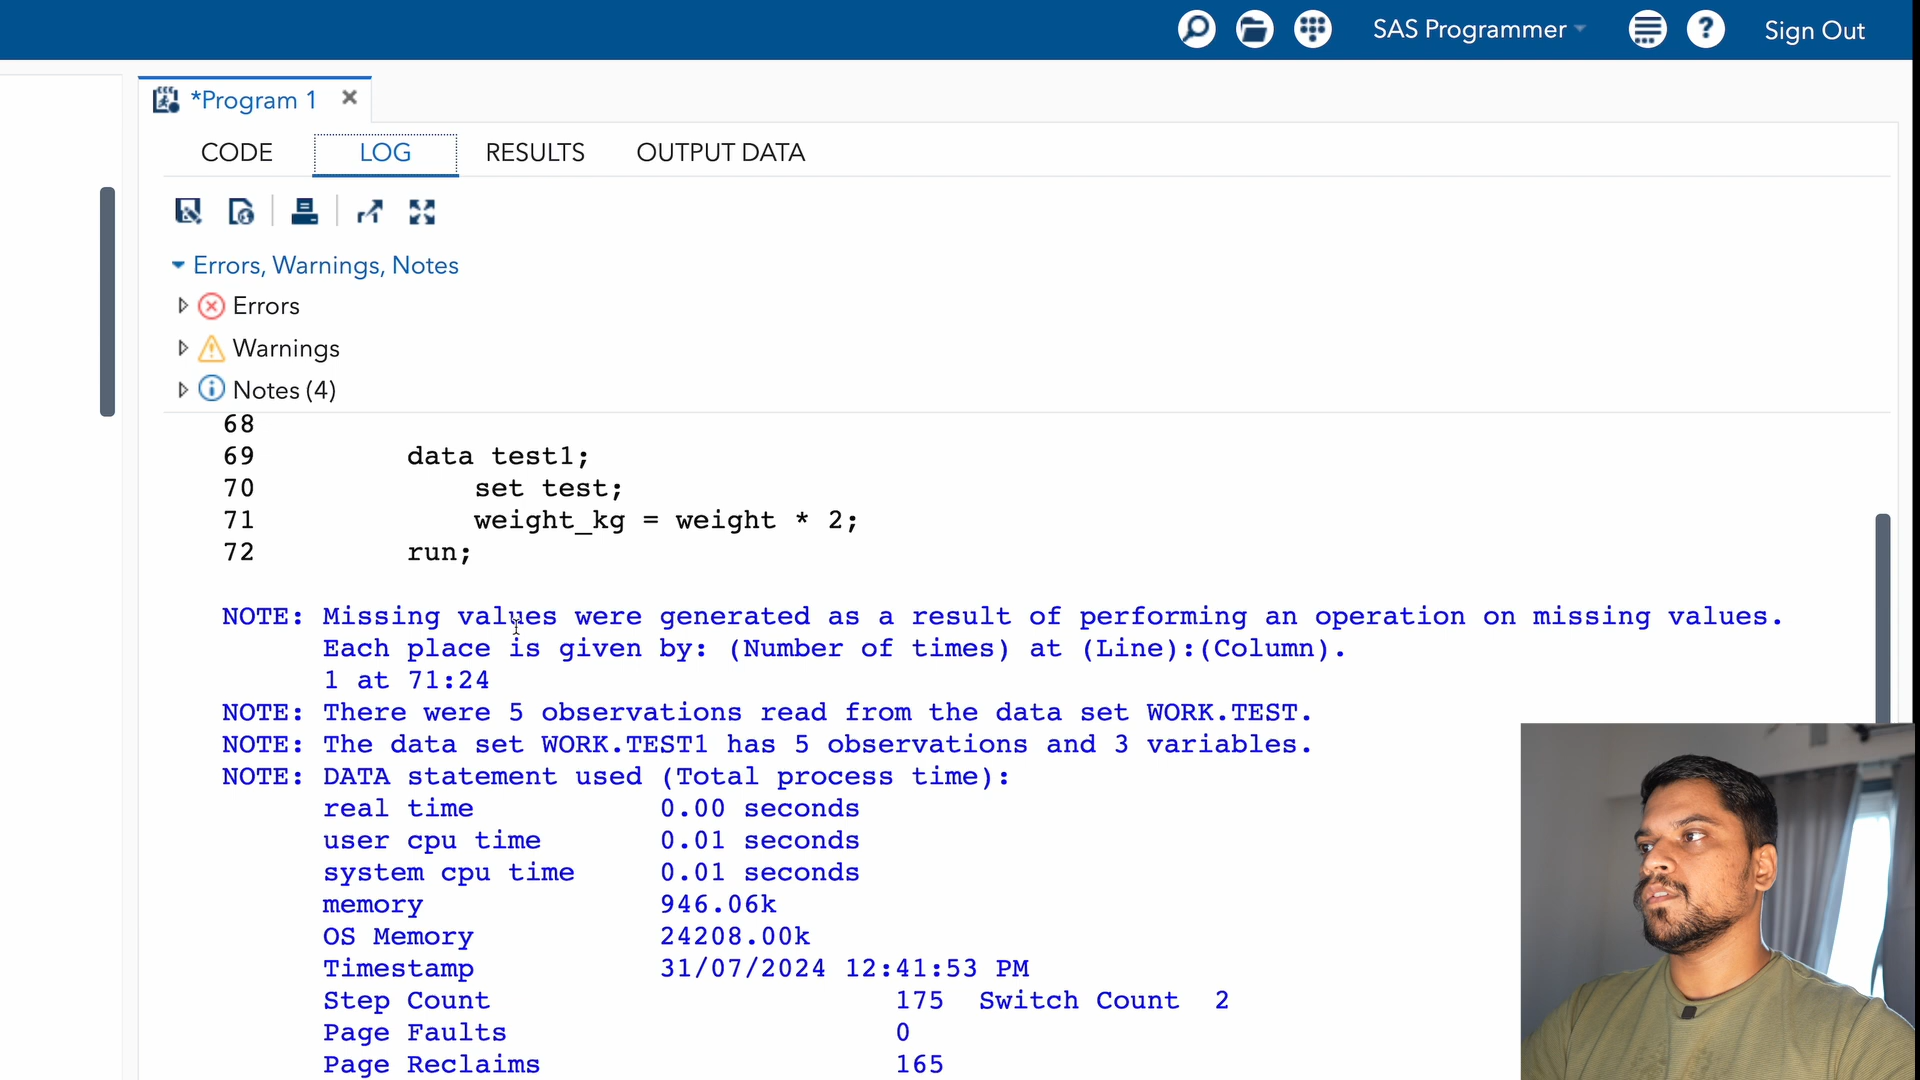 SAS Programmer
?
Sign Out
*Program 1
CODE LOG RESULTS OUTPUT DATA
Errors, Warnings, Notes
Errors
Warnings
Notes (4)
68
69 data test1;
70 set test;
71 weight_kg = weight * 2;
72 run;
NOTE: Missing values were generated as a result of performing an operation on missing values.
Each place is given by: (Number of times) at (Line):(Column).
1 at 71:24
NOTE: There were 5 observations read from the data set WORK.TEST.
NOTE: The data set WORK.TEST1 has 5 observations and 3 variables.
NOTE: DATA statement used (Total process time):
real time 0.00 seconds
user cpu time 0.01 seconds
system cpu time 0.01 seconds
memory 946.06k
OS Memory 24208.00k
Timestamp 31/07/2024 12:41:53 PM
Step Count 175 Switch Count 2
Page Faults 0
Page Reclaims 165